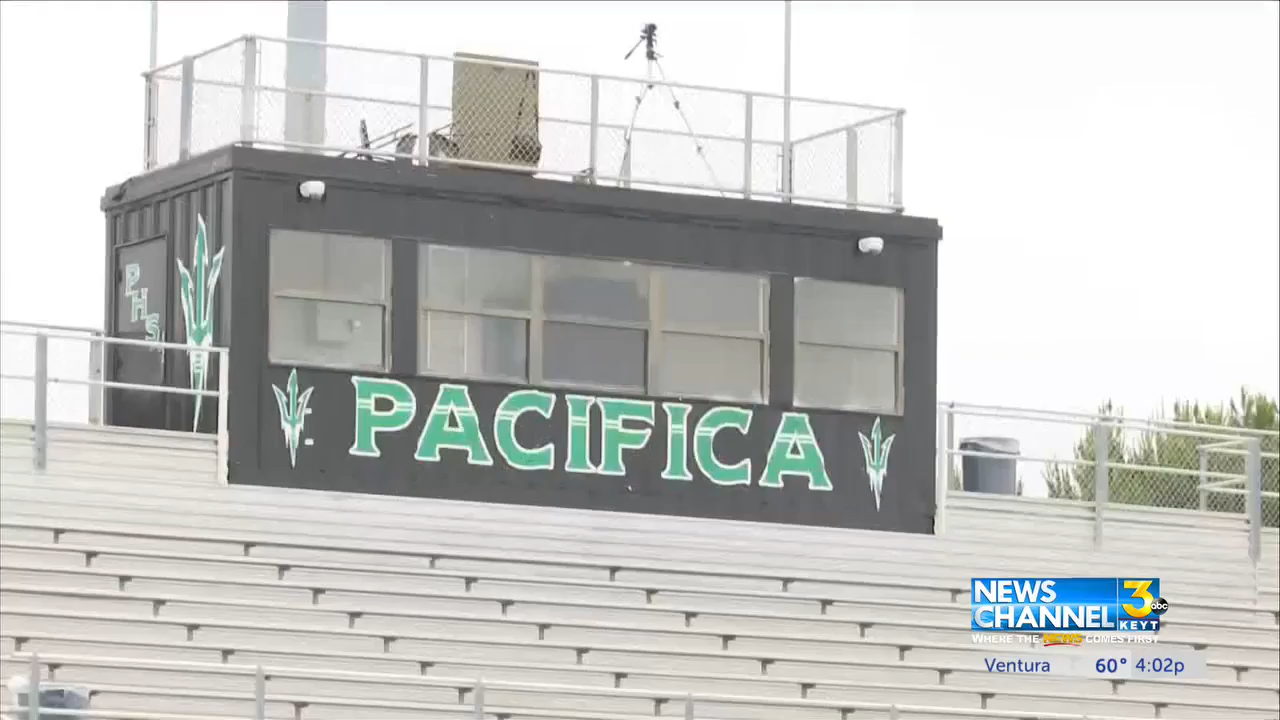 PHS
PACIFICA
NEWS
CHANNEL 3 abc
KEYT
WHERE THE NEWS COMES FIRST
Ventura 60° 4:02p